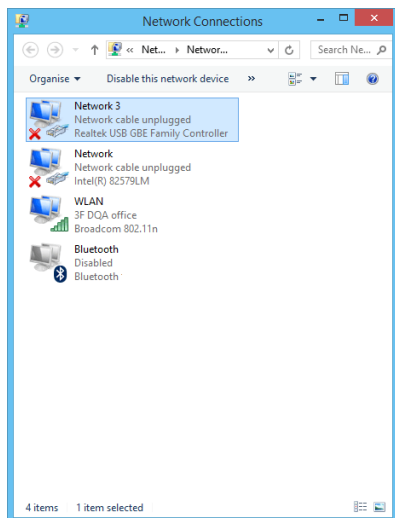 Network Connections
« Net... Networ...
Search Ne...
Organise
Disable this network device »
Network 3
Network cable unplugged
Realtek USB GBE Family Controller
Network
Network cable unplugged
Intel(R) 82579LM
WLAN
3F DQA office
Broadcom 802.11n
Bluetooth
Disabled
Bluetooth
4 items 1 item selected